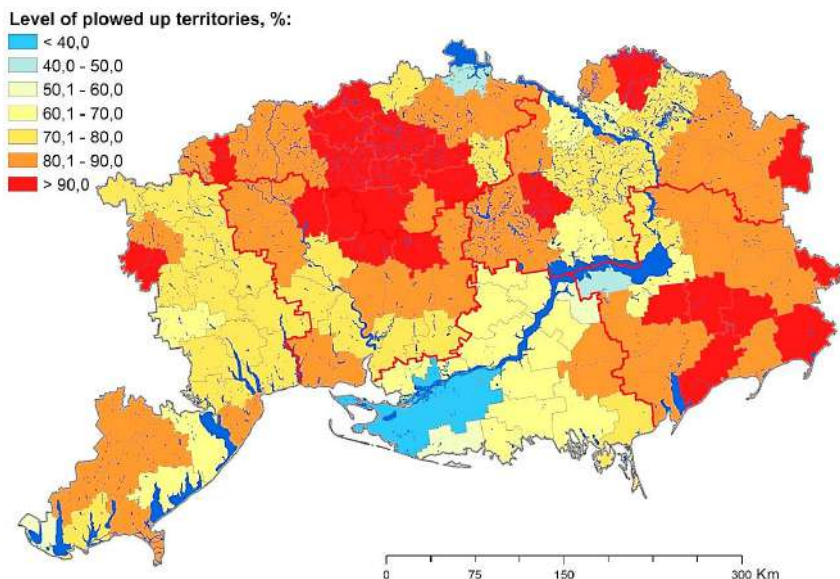 Level of plowed up territories, %:
< 40,0
40,0 - 50,0
50,1 - 60,0
60,1 - 70,0
70,1 - 80,0
80,1 - 90,0
> 90,0
0 75 150 300 Km